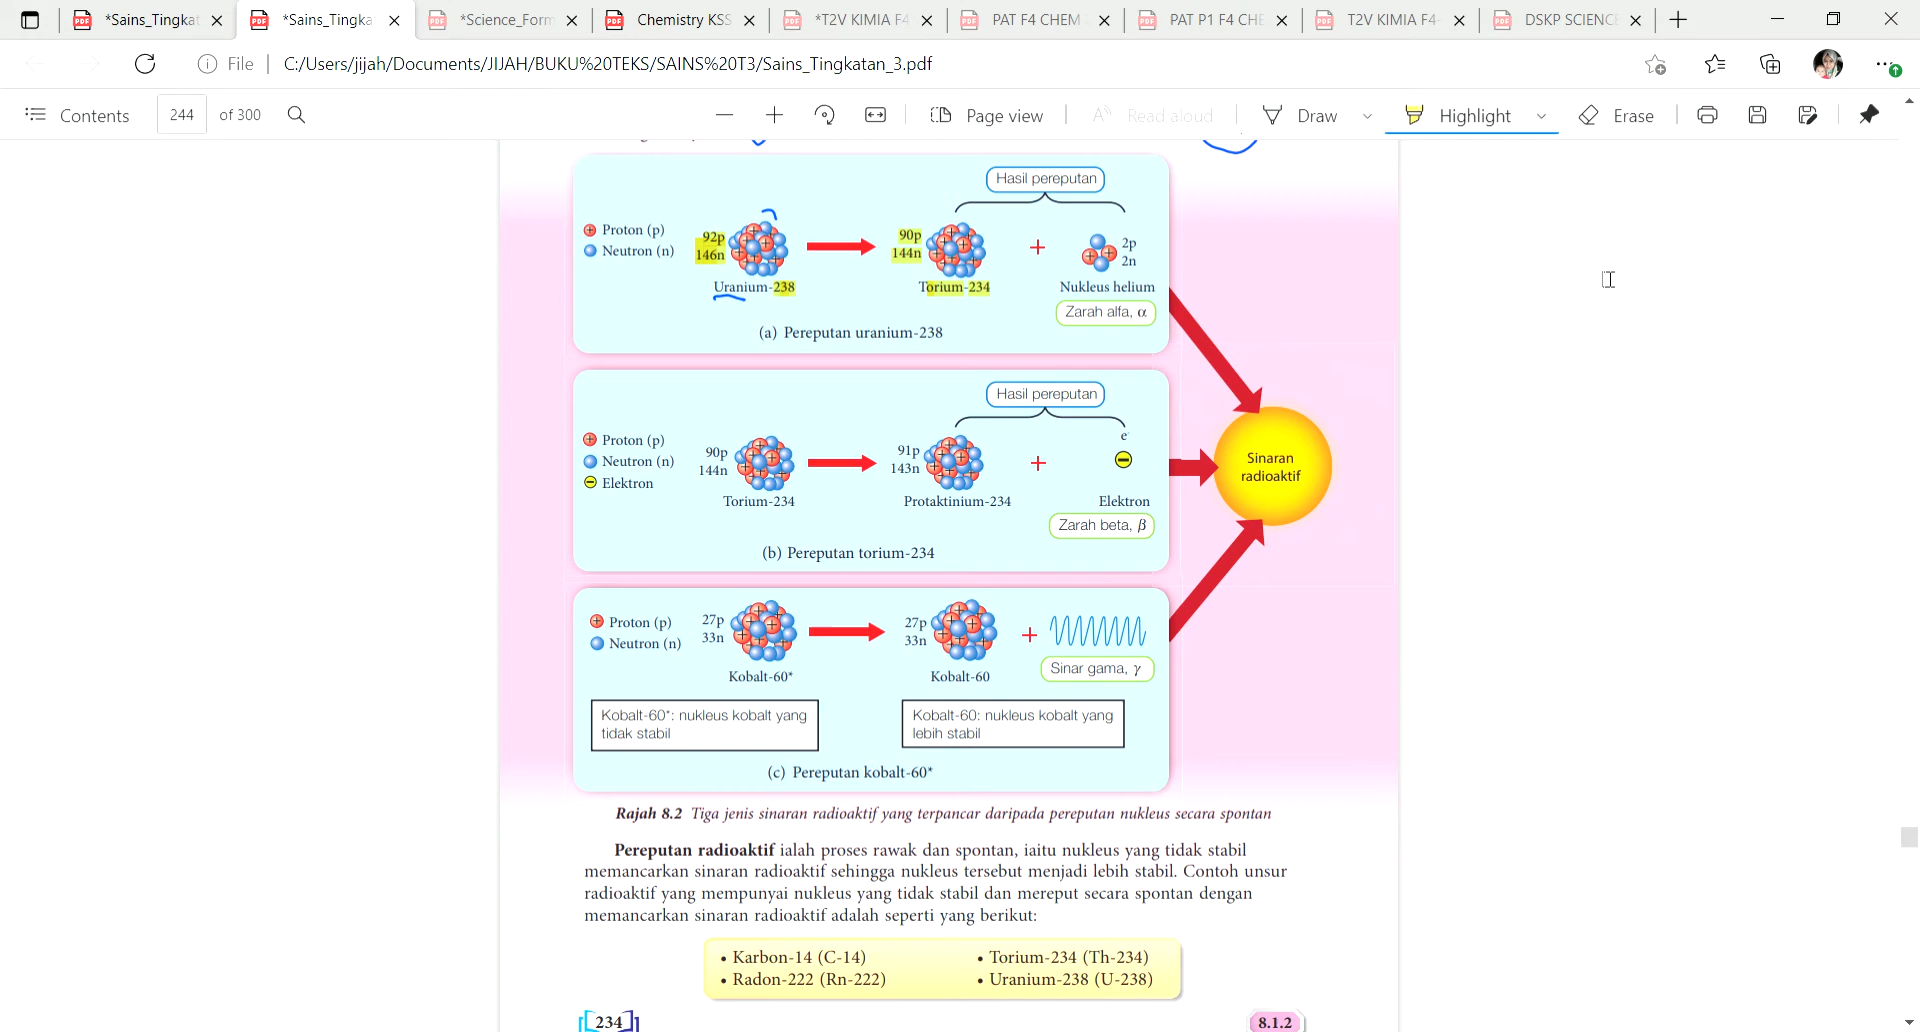 *Sains_Tingkat
*Sains_Tingka
*Science_Form
Chemistry KSS
*T2V KIMIA F4
PAT F4 CHEM
PAT P1 F4 CHE
T2V KIMIA F4-
DSKP SCIENCE
File
C:/Users/jijah/Documents/JIJAH/BUKU%20TEKS/SAINS%20T3/Sains_Tingkatan_3.pdf
Contents
244 of 300
Page view
Read aloud
Draw
Highlight
Erase
Hasil pereputan
Proton (p)
Neutron (n)
92p
146n
90p
144n
+
2p
2n
Uranium-238
Torium-234
Nukleus helium
Zarah alfa, α
(a) Pereputan uranium-238
Hasil pereputan
Proton (p)
Neutron (n)
Elektron
90p
144n
91p
143n
+
e-
Torium-234
Protaktinium-234
Elektron
Zarah beta, β
(b) Pereputan torium-234
Sinaran
radioaktif
Proton (p)
Neutron (n)
27p
33n
27p
33n
+
Kobalt-60*
Kobalt-60
Sinar gama, γ
Kobalt-60*: nukleus kobalt yang
tidak stabil
Kobalt-60: nukleus kobalt yang
lebih stabil
(c) Pereputan kobalt-60*
Rajah 8.2 Tiga jenis sinaran radioaktif yang terpancar daripada pereputan nukleus secara spontan
Pereputan radioaktif ialah proses rawak dan spontan, iaitu nukleus yang tidak stabil
memancarkan sinaran radioaktif sehingga nukleus tersebut menjadi lebih stabil. Contoh unsur
radioaktif yang mempunyai nukleus yang tidak stabil dan mereput secara spontan dengan
memancarkan sinaran radioaktif adalah seperti yang berikut:
• Karbon-14 (C-14)
• Radon-222 (Rn-222)
• Torium-234 (Th-234)
• Uranium-238 (U-238)
234
8.1.2